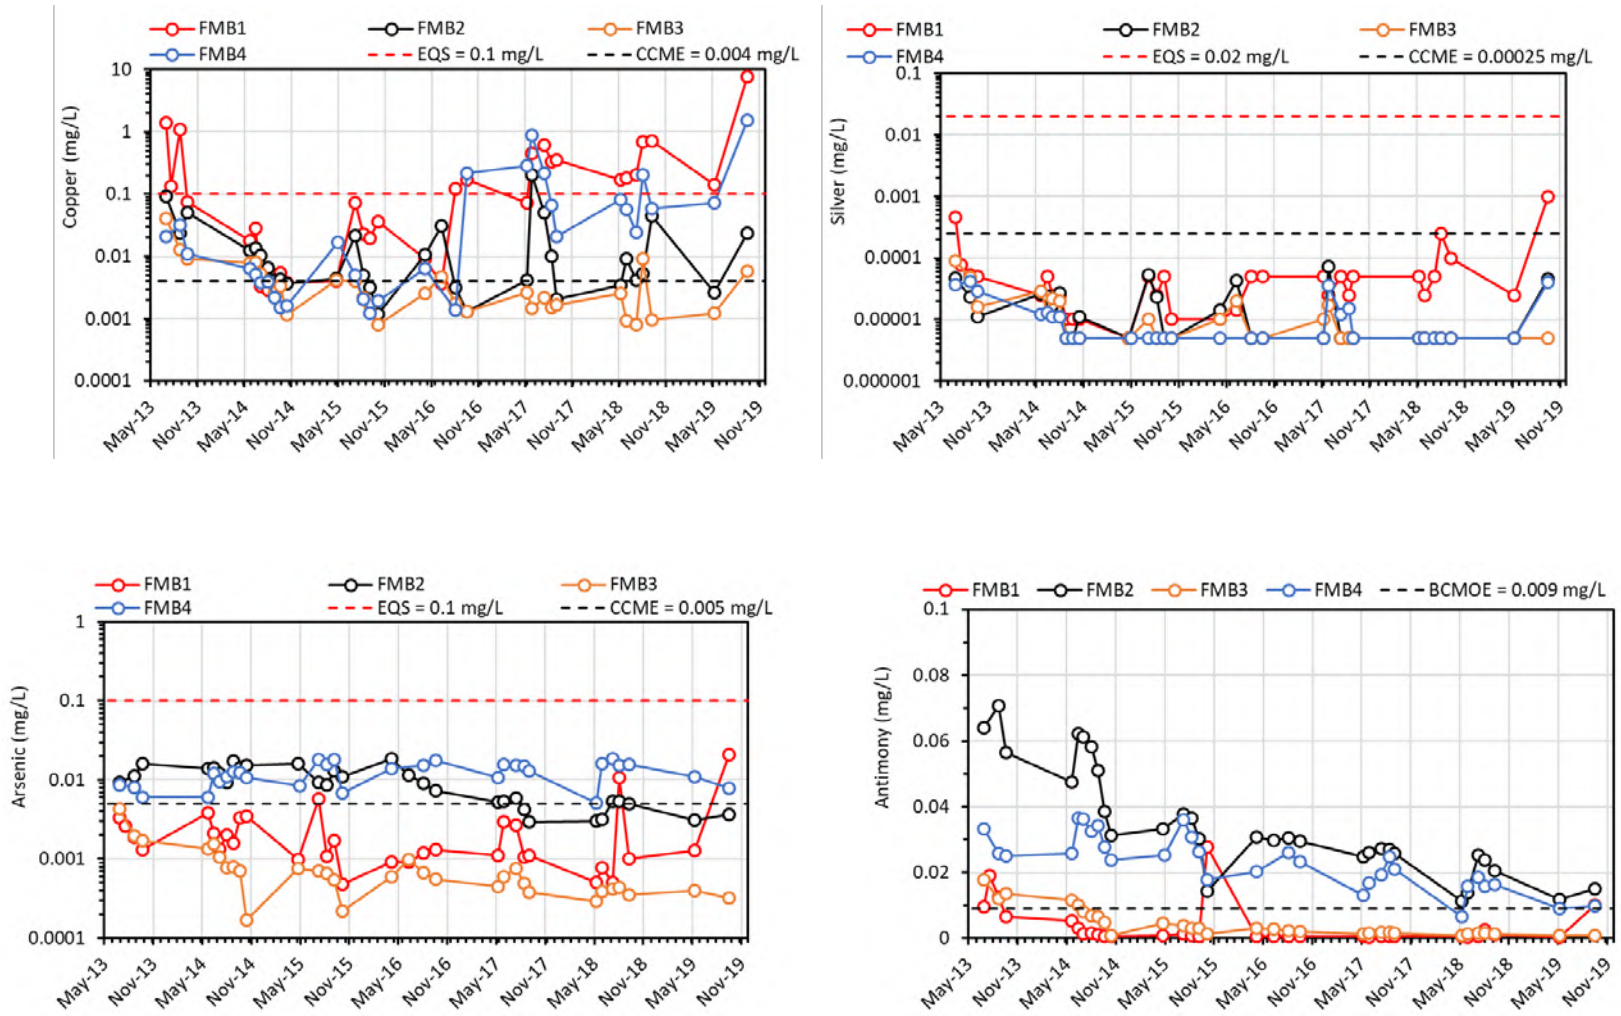 FMB1 FMB2 FMB3
FMB4 EQS = 0.1 mg/L CCME = 0.004 mg/L
Copper (mg/L)
10
1
0.1
0.01
0.001
0.0001
May-13 Nov-13 May-14 Nov-14 May-15 Nov-15 May-16 Nov-16 May-17 Nov-17 May-18 Nov-18 May-19 Nov-19
FMB1 FMB2 FMB3
FMB4 EQS = 0.02 mg/L CCME = 0.00025 mg/L
Silver (mg/L)
0.1
0.01
0.001
0.0001
0.00001
0.000001
May-13 Nov-13 May-14 Nov-14 May-15 Nov-15 May-16 Nov-16 May-17 Nov-17 May-18 Nov-18 May-19 Nov-19
FMB1 FMB2 FMB3
FMB4 EQS = 0.1 mg/L CCME = 0.005 mg/L
Arsenic (mg/L)
1
0.1
0.01
0.001
0.0001
May-13 Nov-13 May-14 Nov-14 May-15 Nov-15 May-16 Nov-16 May-17 Nov-17 May-18 Nov-18 May-19 Nov-19
FMB1 FMB2 FMB3 FMB4 BCMOE = 0.009 mg/L
Antimony (mg/L)
0.1
0.08
0.06
0.04
0.02
0
May-13 Nov-13 May-14 Nov-14 May-15 Nov-15 May-16 Nov-16 May-17 Nov-17 May-18 Nov-18 May-19 Nov-19